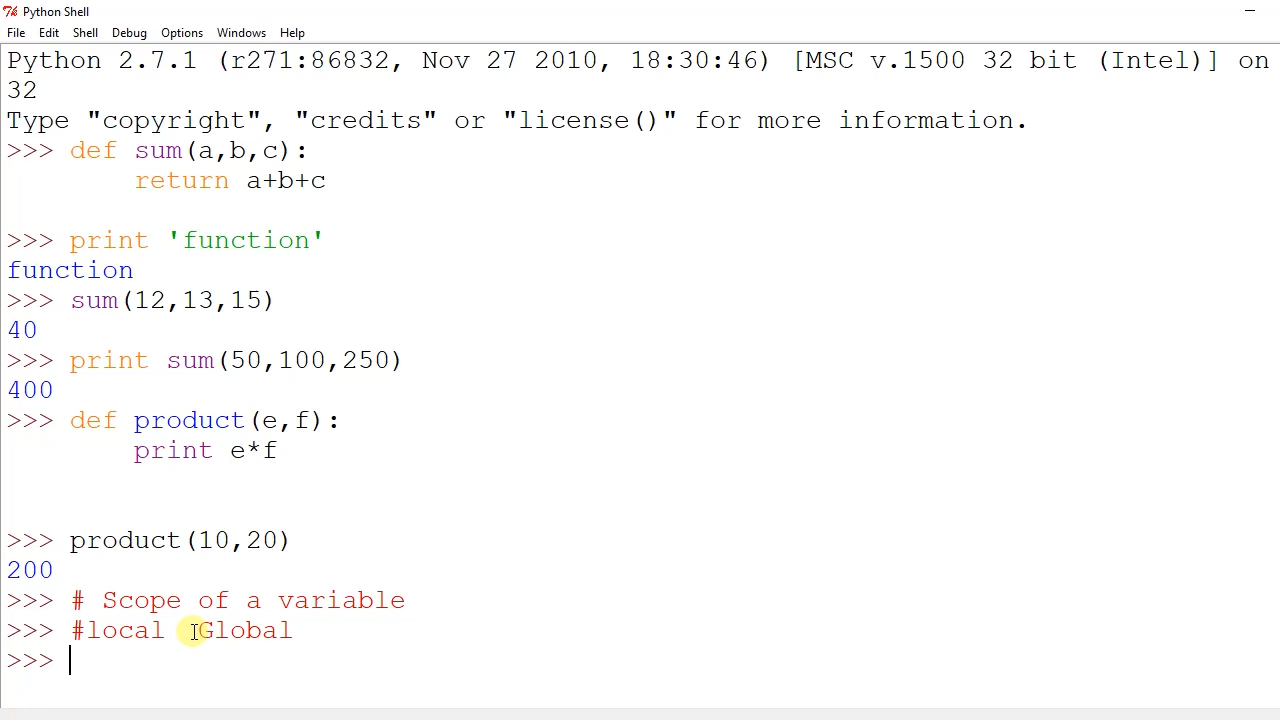 Python Shell
File Edit Shell Debug Options Windows Help
Python 2.7.1 (r271:86832, Nov 27 2010, 18:30:46) [MSC v.1500 32 bit (Intel)] on
32
Type "copyright", "credits" or "license()" for more information.
>>> def sum(a,b,c):
        return a+b+c
>>> print 'function'
function
>>> sum(12,13,15)
40
>>> print sum(50,100,250)
400
>>> def product(e,f):
        print e*f
>>> product(10,20)
200
>>> # Scope of a variable
>>> #local  Global
>>>